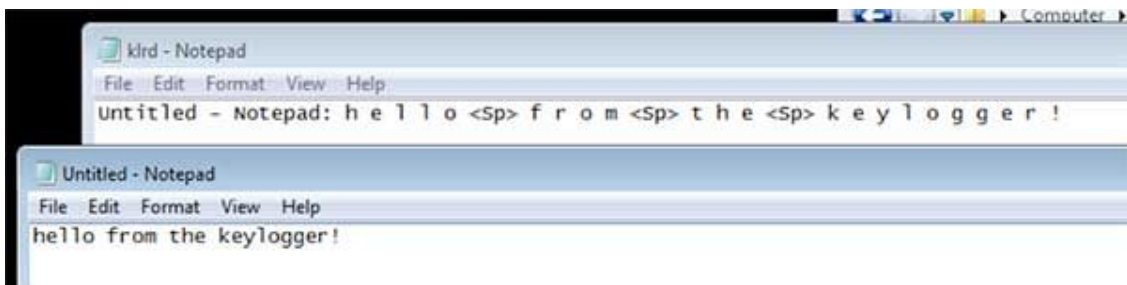 Computer
klrd - Notepad
File Edit Format View Help
Untitled - Notepad: h e l l o <Sp> f r o m <Sp> t h e <Sp> k e y l o g g e r !
Untitled - Notepad
File Edit Format View Help
hello from the keylogger!